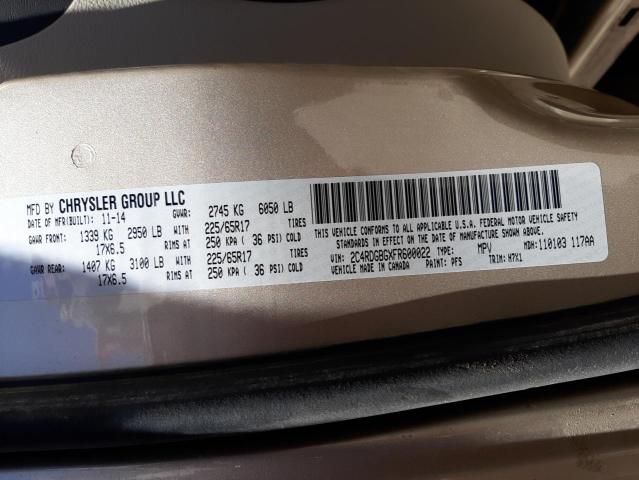 MFD BY CHRYSLER GROUP LLC
DATE OF MFR(BUILT): 11-14 GVWR: 2745 KG 6050 LB
GAWR FRONT: 1339 KG 2950 LB 225/65R17 TIRES
17X6.5 RIMS AT 250 KPA ( 36 PSI) COLD
GAWR REAR: 1407 KG 3100 LB 225/65R17 TIRES
17X6.5 RIMS AT 250 KPA ( 36 PSI) COLD
THIS VEHICLE CONFORMS TO ALL APPLICABLE U.S.A. FEDERAL MOTOR VEHICLE SAFETY
STANDARDS IN EFFECT ON THE DATE OF MANUFACTURE SHOWN ABOVE.
VIN: 2C4RDGBGXFR600022 TYPE: MPV MDH: 110103 117AA
VEHICLE MADE IN CANADA PAINT: PFS TRIM: H7X1